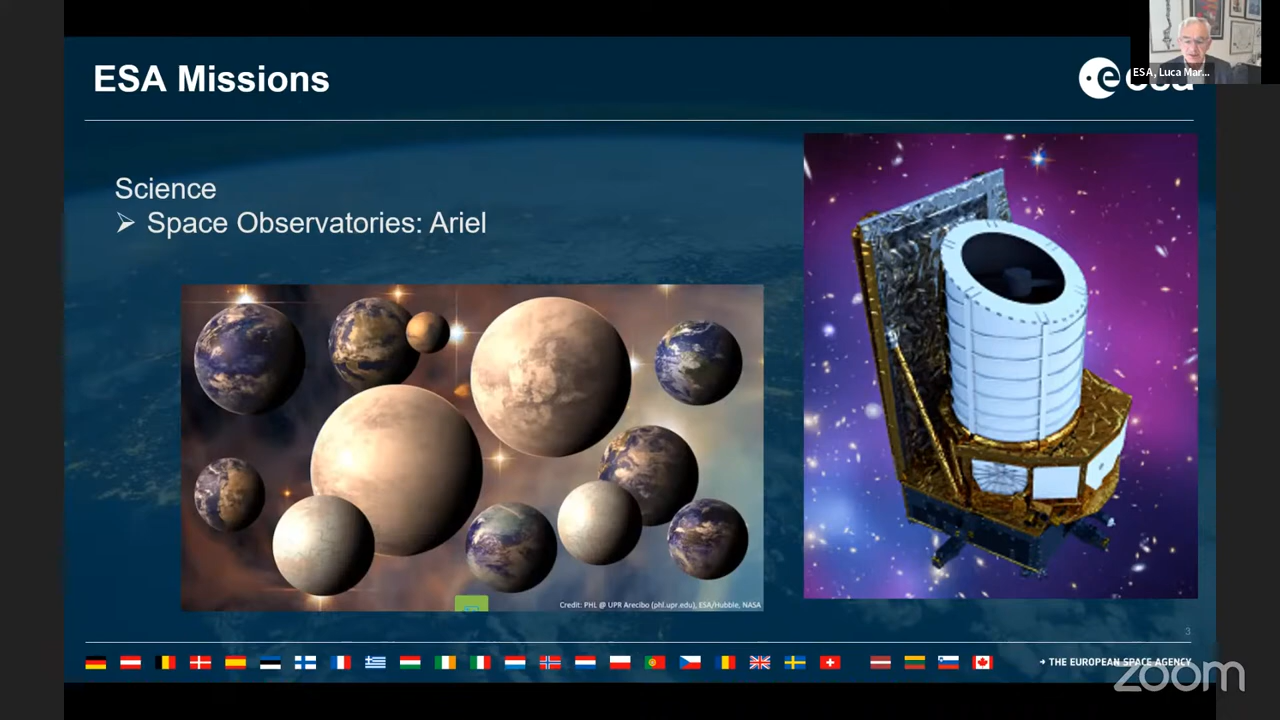 ESA Missions
esa
ESA, Luca Mar...
Science
➢ Space Observatories: Ariel
Credit: PHL @ UPR Arecibo (phl.upr.edu), ESA/Hubble, NASA
3
→ THE EUROPEAN SPACE AGENCY
zoom